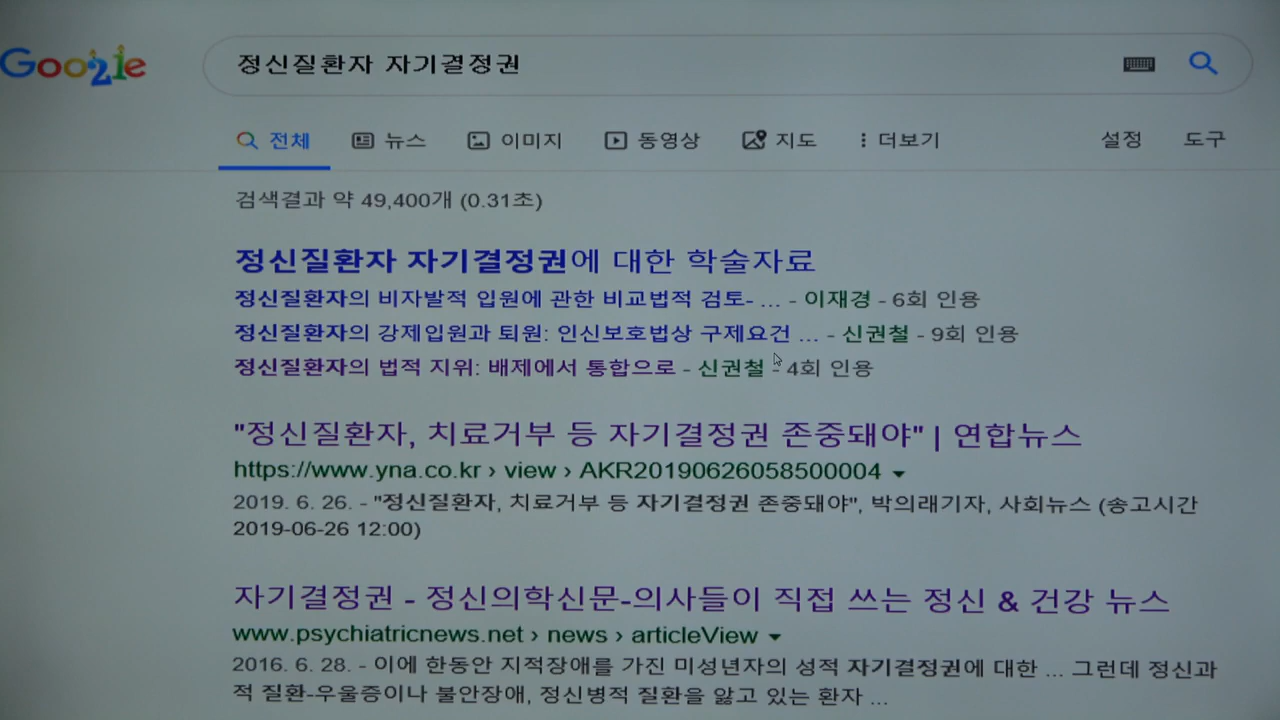 Goo21e
정신질환자 자기결정권
전체 뉴스 이미지 동영상 지도 더보기 설정 도구
검색결과 약 49,400개 (0.31초)
정신질환자 자기결정권에 대한 학술자료
정신질환자의 비자발적 입원에 관한 비교법적 검토- ... - 이재경 - 6회 인용
정신질환자의 강제입원과 퇴원: 인신보호법상 구제요건 ... - 신권철 - 9회 인용
정신질환자의 법적 지위: 배제에서 통합으로 - 신권철 - 4회 인용
"정신질환자, 치료거부 등 자기결정권 존중돼야" | 연합뉴스
https://www.yna.co.kr › view › AKR20190626058500004
2019. 6. 26. - "정신질환자, 치료거부 등 자기결정권 존중돼야", 박의래기자, 사회뉴스 (송고시간
2019-06-26 12:00)
자기결정권 - 정신의학신문-의사들이 직접 쓰는 정신 & 건강 뉴스
www.psychiatricnews.net › news › articleView
2016. 6. 28. - 이에 한동안 지적장애를 가진 미성년자의 성적 자기결정권에 대한 ... 그런데 정신과
적 질환-우울증이나 불안장애, 정신병적 질환을 앓고 있는 환자 ...